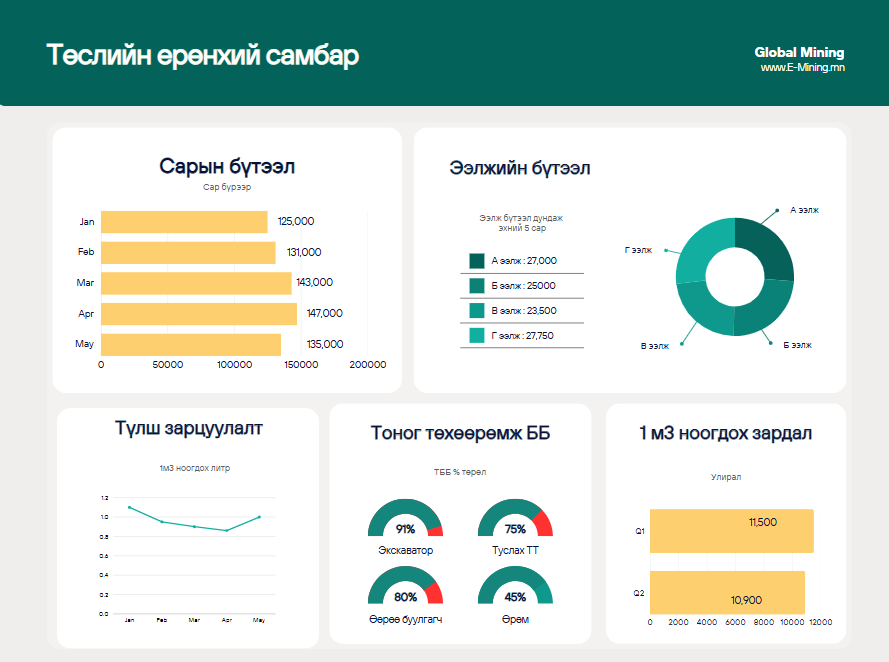 Төслийн ерөнхий самбар
Global Mining
www.E-Mining.mn
Сарын бүтээл
Сар бүрээр
Jan
125,000
Feb
131,000
Mar
143,000
Apr
147,000
May
135,000
0 50000 100000 150000 200000
Ээлжийн бүтээл
Ээлж бүтээл дундаж
эхний 5 сар
А ээлж : 27,000
Б ээлж : 25000
В ээлж : 23,500
Г ээлж : 27,750
А ээлж
Г ээлж
В ээлж
Б ээлж
Түлш зарцуулалт
1м3 ноогдох литр
1.2
1.0
0.8
0.6
0.4
0.2
0.0
Jan Feb Mar Apr May
Тоног төхөөрөмж ББ
ТББ % төрөл
91% 75%
Экскаватор Туслах ТТ
80% 45%
Өөрөө буулгагч Өрөм
1 м3 ноогдох зардал
Улирал
Q1
11,500
Q2
10,900
0 2000 4000 6000 8000 10000 12000